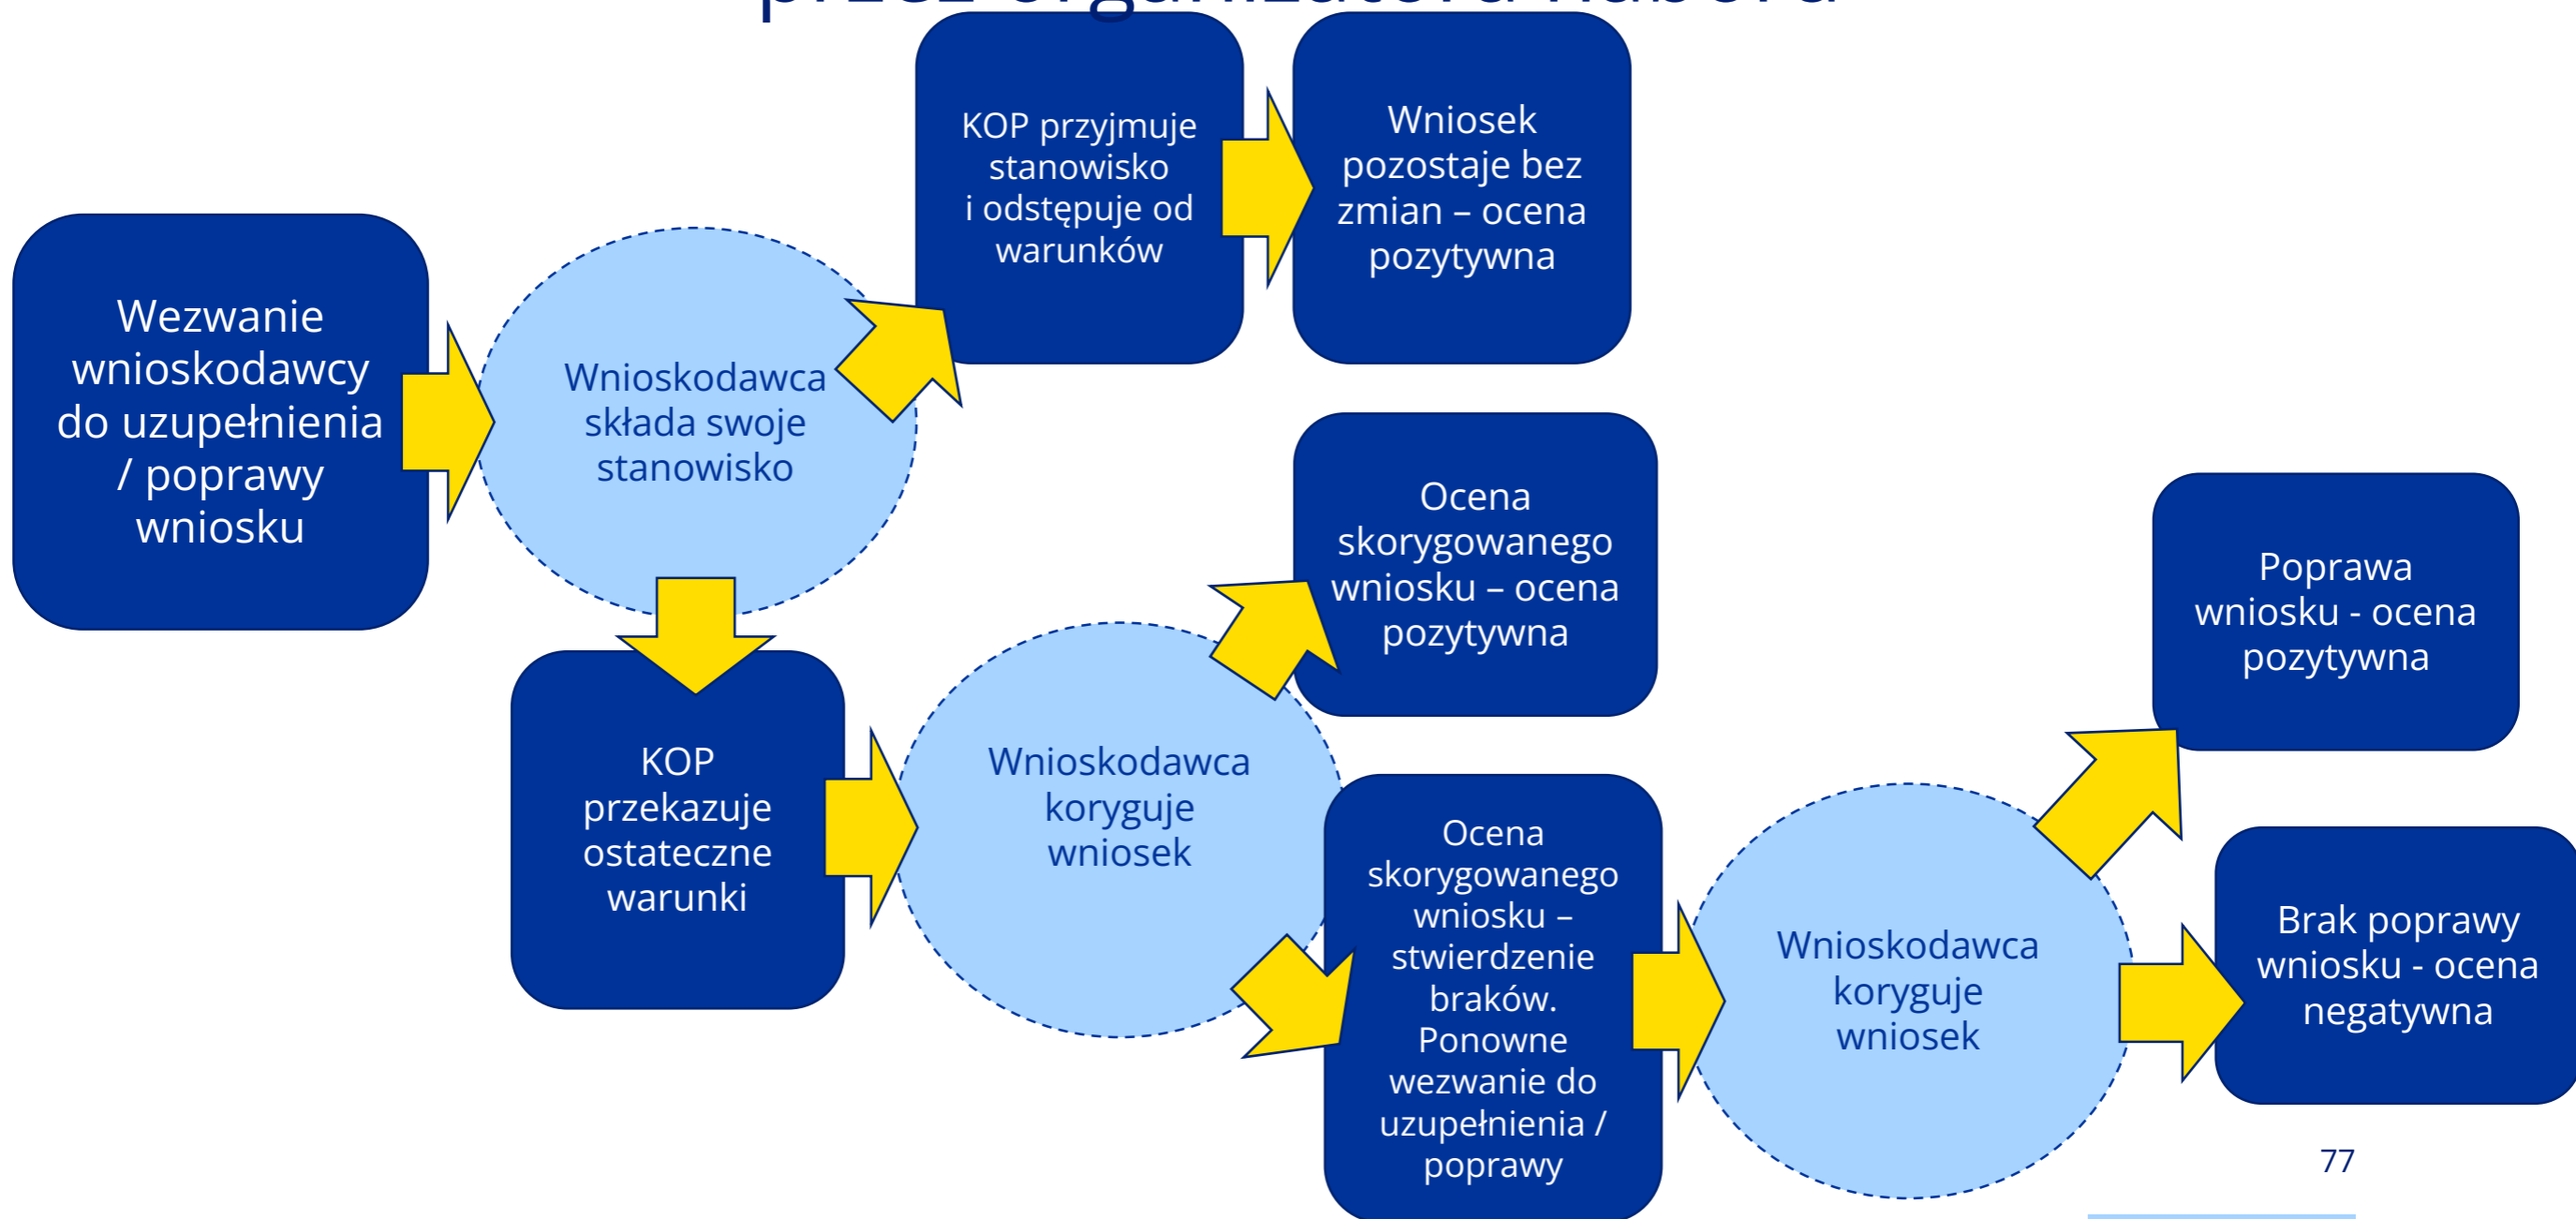 przez organizatora naboru
KOP przyjmuje
stanowisko
i odstępuje od
warunków
Wniosek
pozostaje bez
zmian – ocena
pozytywna
Wezwanie
wnioskodawcy
do uzupełnienia
/ poprawy
wniosku
Wnioskodawca
składa swoje
stanowisko
Ocena
skorygowanego
wniosku – ocena
pozytywna
Poprawa
wniosku - ocena
pozytywna
KOP
przekazuje
ostateczne
warunki
Wnioskodawca
koryguje
wniosek
Ocena
skorygowanego
wniosku –
stwierdzenie
braków.
Ponowne
wezwanie do
uzupełnienia /
poprawy
Wnioskodawca
koryguje
wniosek
Brak poprawy
wniosku - ocena
negatywna
77